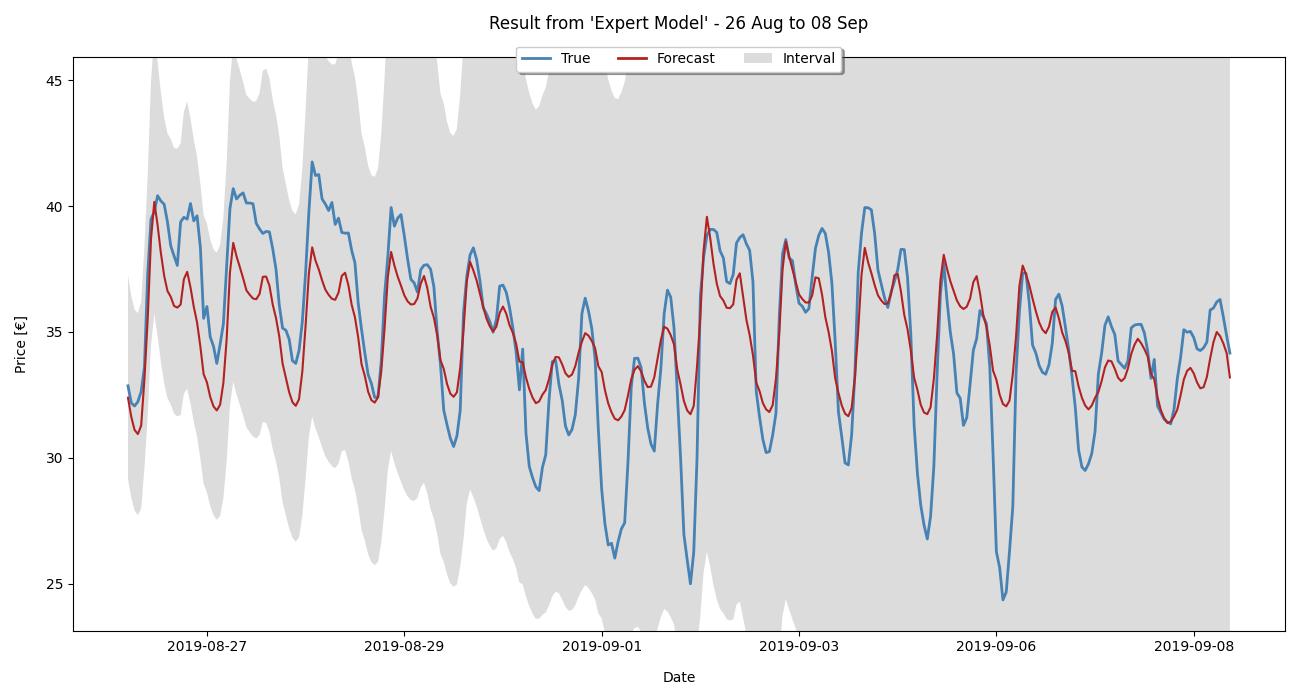 Result from 'Expert Model' - 26 Aug to 08 Sep
True Forecast Interval
45
40
35
30
25
Price [€]
2019-08-27 2019-08-29 2019-09-01 2019-09-03 2019-09-06 2019-09-08
Date